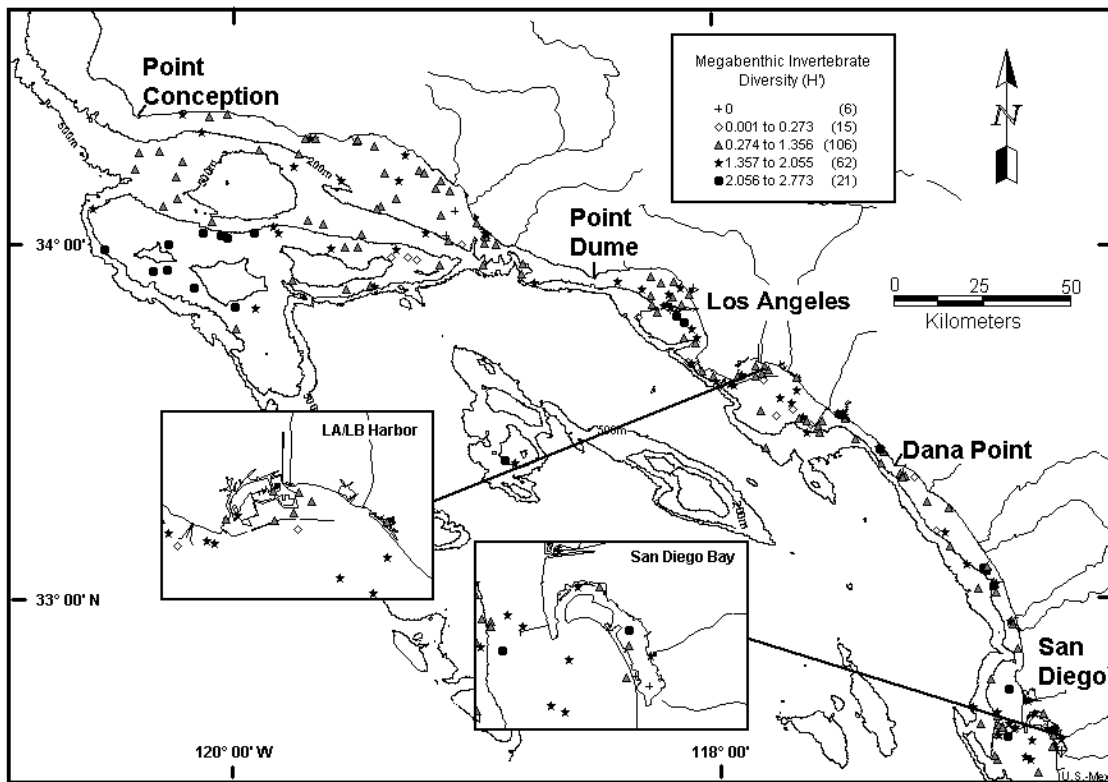 Point
Conception
Megabenthic Invertebrate
Diversity (H')
0 (6)
0.001 to 0.273 (15)
0.274 to 1.356 (106)
1.357 to 2.055 (62)
2.056 to 2.773 (21)
N
500m
200m
500m
34° 00'
Point
Dume
Los Angeles
0 25 50
Kilometers
LA/LB Harbor
500m
200m
Dana Point
San Diego Bay
33° 00' N
San
Diego
120° 00' W
118° 00'